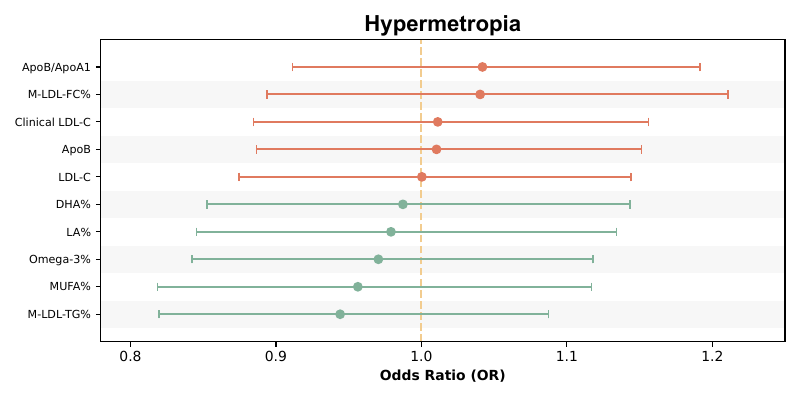 Hypermetropia
ApoB/ApoA1
M-LDL-FC%
Clinical LDL-C
ApoB
LDL-C
DHA%
LA%
Omega-3%
MUFA%
M-LDL-TG%
0.8 0.9 1.0 1.1 1.2
Odds Ratio (OR)